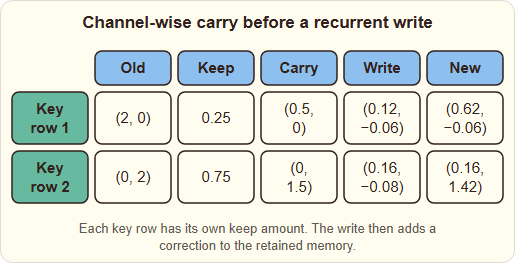 Channel-wise carry before a recurrent write
Old Keep Carry Write New
Key row 1 (2, 0) 0.25 (0.5, 0) (0.12, −0.06) (0.62, −0.06)
Key row 2 (0, 2) 0.75 (0, 1.5) (0.16, −0.08) (0.16, 1.42)
Each key row has its own keep amount. The write then adds a
correction to the retained memory.